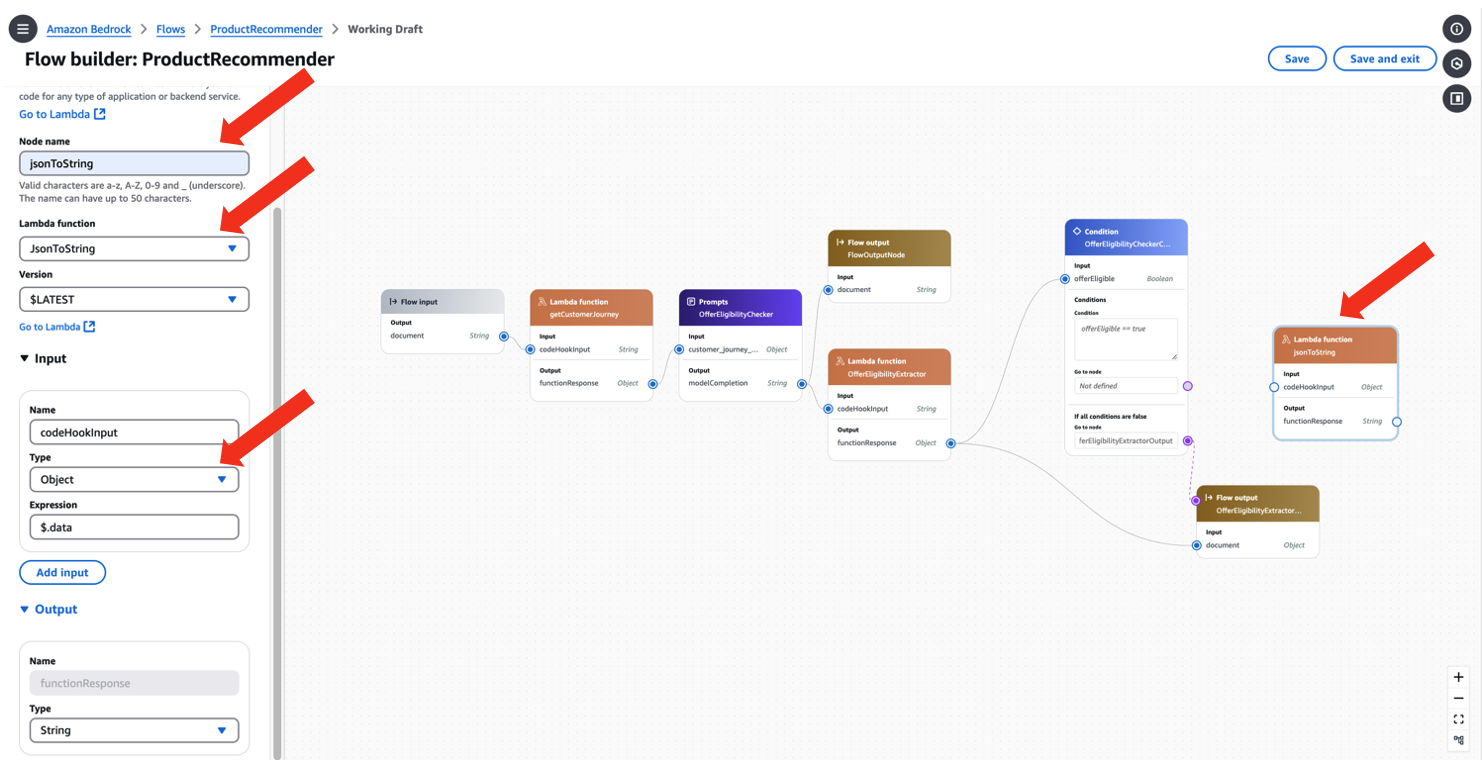 Amazon Bedrock > Flows > ProductRecommender > Working Draft
Flow builder: ProductRecommender
Save
Save and exit
code for any type of application or backend service.
Go to Lambda
Node name
jsonToString
Valid characters are a-z, A-Z, 0-9 and _ (underscore).
The name can have up to 50 characters.
Lambda function
JsonToString
Version
$LATEST
Go to Lambda
Input
Name
codeHookInput
Type
Object
Expression
$.data
Add input
Output
Name
functionResponse
Type
String
Flow input
Output
document String
Lambda function
getCustomerJourney
Input
codeHookInput String
Output
functionResponse Object
Prompts
OfferEligibilityChecker
Input
customer_journey_... Object
Output
modelCompletion String
Flow output
FlowOutputNode
Input
document String
Lambda function
OfferEligibilityExtractor
Input
codeHookInput String
Output
functionResponse Object
Condition
OfferEligibilityCheckerC...
Input
offerEligible Boolean
Conditions
Condition
offerEligible == true
Go to node
Not defined
If all conditions are false
Go to node
ferEligibilityExtractorOutput
Flow output
OfferEligibilityExtractor...
Input
document Object
Lambda function
jsonToString
Input
codeHookInput Object
Output
functionResponse String